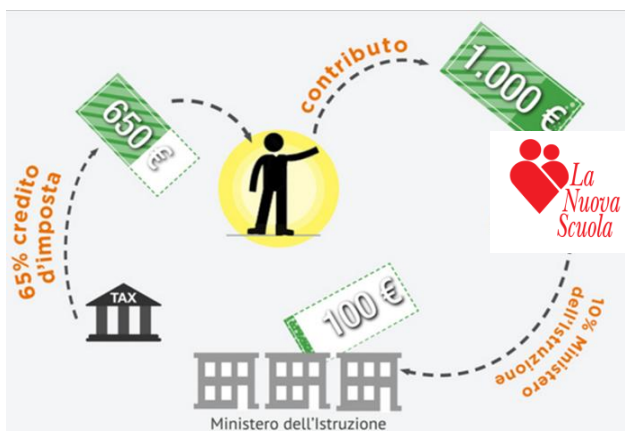 contributo
1.000 €
650 €
La
Nuova
Scuola
65% credito
d'imposta
TAX
100 €
10% Ministero
dell'Istruzione
Ministero dell'Istruzione